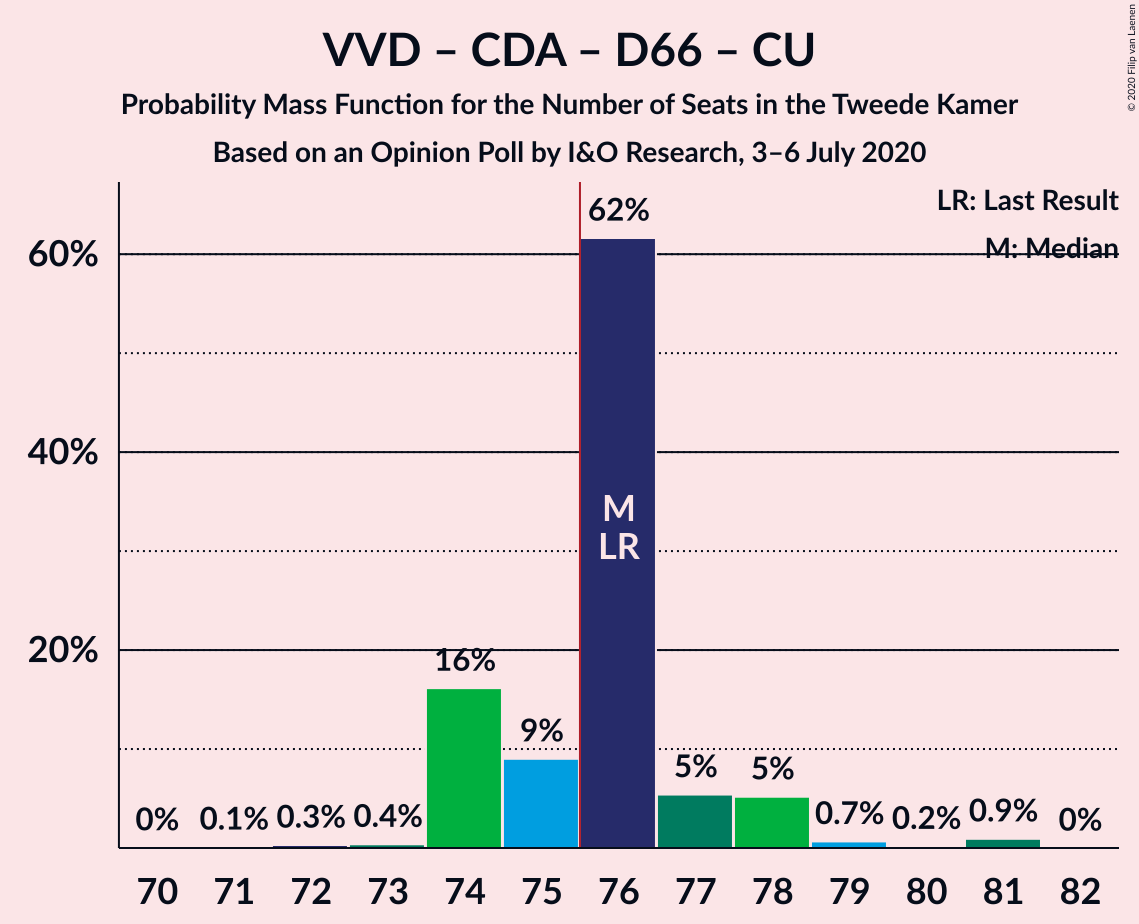 VVD – CDA – D66 – CU
Probability Mass Function for the Number of Seats in the Tweede Kamer
Based on an Opinion Poll by I&O Research, 3–6 July 2020
© 2020 Filip van Laenen
LR: Last Result
M: Median
60%
40%
20%
0%
0.1%
0.3%
0.4%
16%
9%
62%
M
LR
5%
5%
0.7%
0.2%
0.9%
0%
70 71 72 73 74 75 76 77 78 79 80 81 82